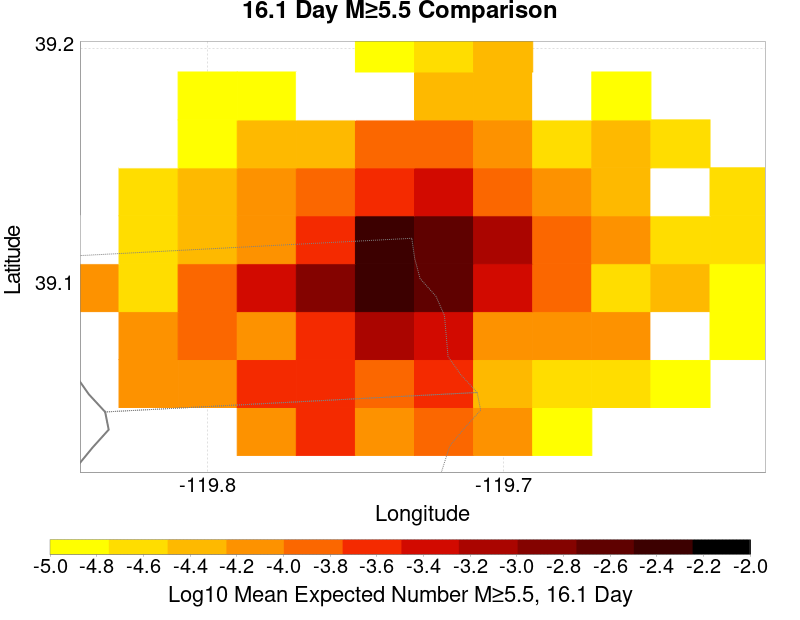 16.1 Day M≥5.5 Comparison
39.2
39.1
Latitude
-119.8 -119.7
Longitude
-5.0 -4.8 -4.6 -4.4 -4.2 -4.0 -3.8 -3.6 -3.4 -3.2 -3.0 -2.8 -2.6 -2.4 -2.2 -2.0
Log10 Mean Expected Number M≥5.5, 16.1 Day